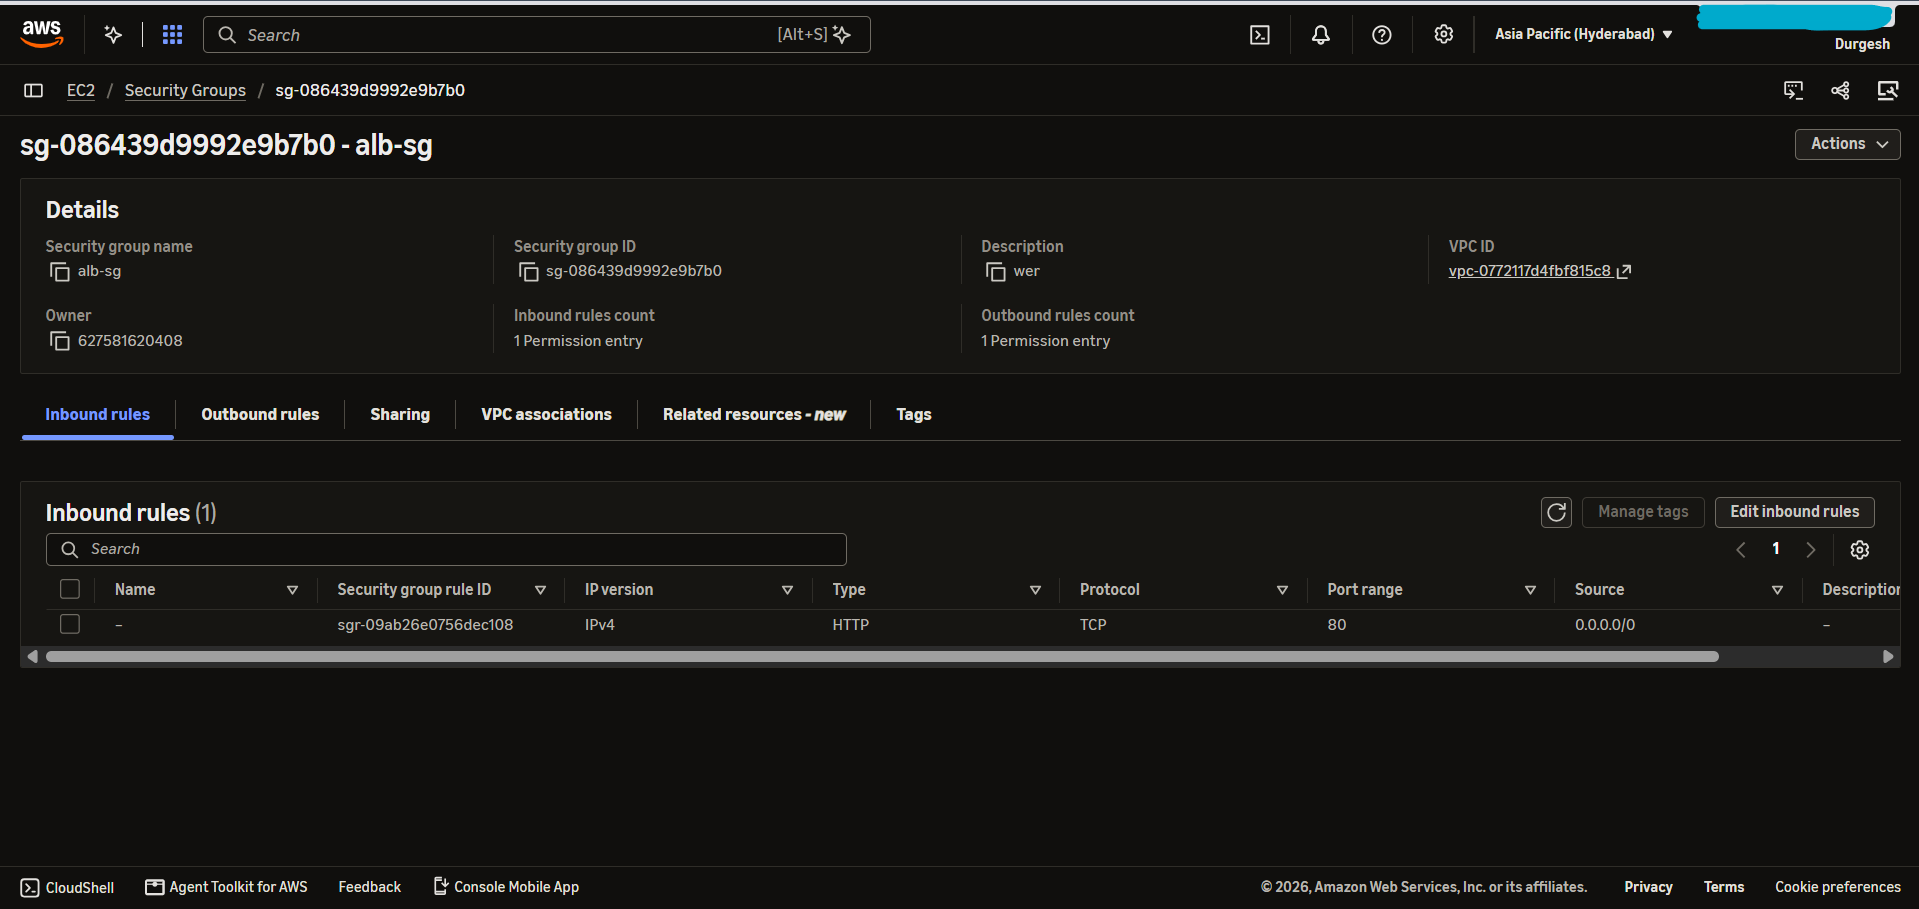 aws
Search [Alt+S]
Asia Pacific (Hyderabad)
Durgesh
EC2 / Security Groups / sg-086439d9992e9b7b0
sg-086439d9992e9b7b0 - alb-sg
Actions
Details
Security group name
alb-sg
Security group ID
sg-086439d9992e9b7b0
Description
wer
VPC ID
vpc-0772117d4fbf815c8
Owner
627581620408
Inbound rules count
1 Permission entry
Outbound rules count
1 Permission entry
Inbound rules Outbound rules Sharing VPC associations Related resources - new Tags
Inbound rules (1)
Manage tags
Edit inbound rules
Search
1
Name Security group rule ID IP version Type Protocol Port range Source Description
– sgr-09ab26e0756dec108 IPv4 HTTP TCP 80 0.0.0.0/0 –
CloudShell Agent Toolkit for AWS Feedback Console Mobile App © 2026, Amazon Web Services, Inc. or its affiliates. Privacy Terms Cookie preferences